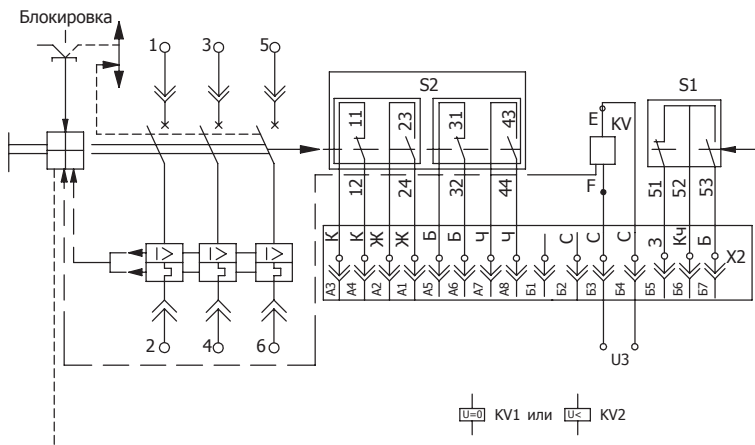 Блокировка
1 3 5
S2
S1
11 23 31 43
E KV
F
12 24 32 44
51 52 53
К К Ж Ж Б Б Ч Ч С С С З Кч Б
X2
А3 А4 А2 А1 А5 А6 А7 А8 Б1 Б2 Б3 Б4 Б5 Б6 Б7
I> I> I>
2 4 6
U3
U=0 KV1 или U< KV2